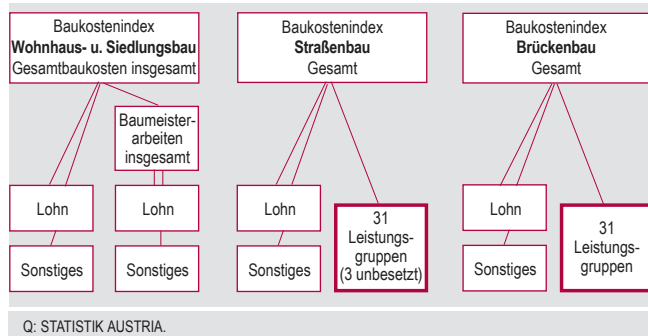 Baukostenindex
Wohnhaus- u. Siedlungsbau
Gesamtbaukosten insgesamt
Baumeister-
arbeiten
insgesamt
Lohn
Sonstiges
Lohn
Sonstiges
Baukostenindex
Straßenbau
Gesamt
Lohn
Sonstiges
31
Leistungs-
gruppen
(3 unbesetzt)
Baukostenindex
Brückenbau
Gesamt
Lohn
Sonstiges
31
Leistungs-
gruppen
Q: STATISTIK AUSTRIA.